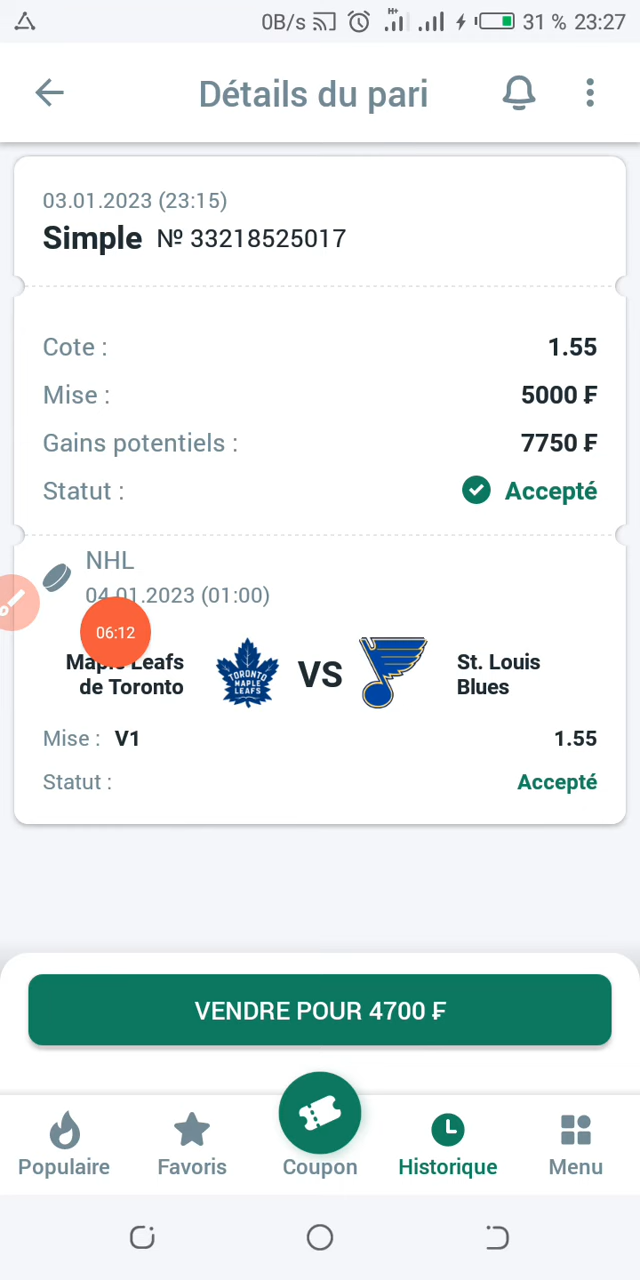 0B/s H+ 31 % 23:27
Détails du pari
03.01.2023 (23:15)
Simple № 33218525017
Cote : 1.55
Mise : 5000 ₣
Gains potentiels : 7750 ₣
Statut : Accepté
NHL
04.01.2023 (01:00)
06:12
Maple Leafs
de Toronto
TORONTO
MAPLE
LEAFS
VS
St. Louis
Blues
Mise : V1 1.55
Statut : Accepté
VENDRE POUR 4700 ₣
Populaire Favoris Coupon Historique Menu